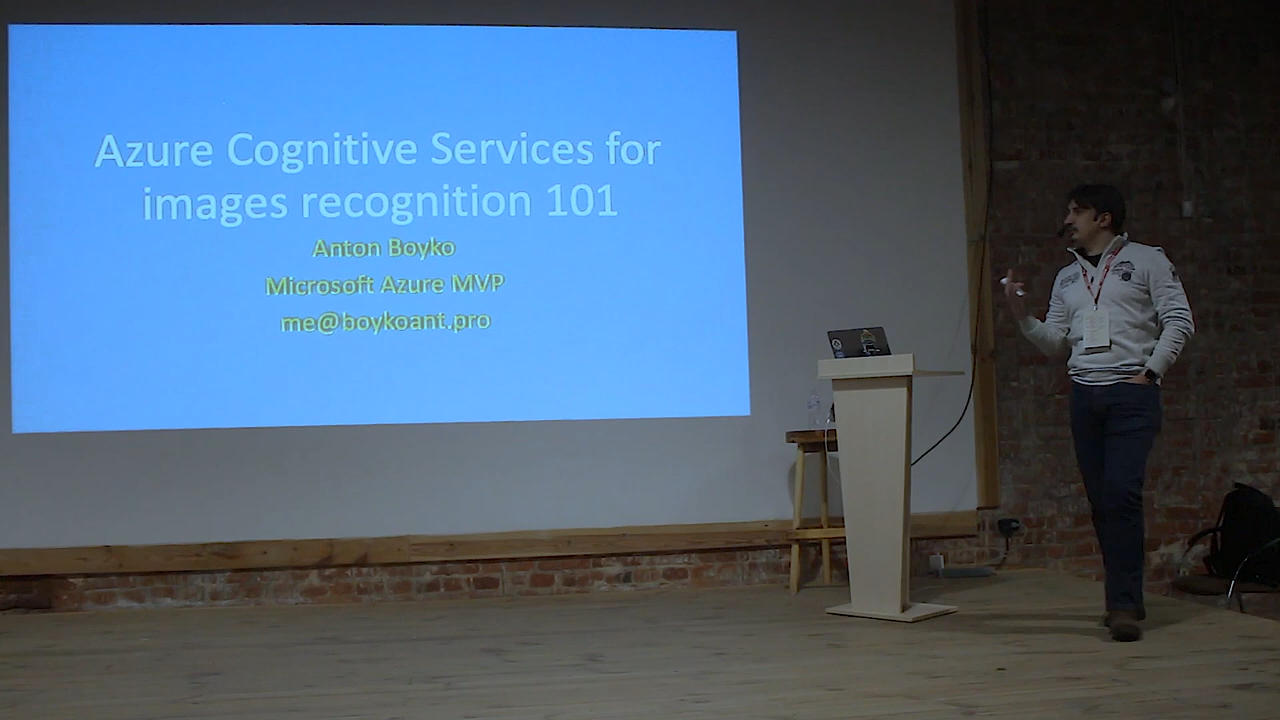 Azure Cognitive Services for
images recognition 101
Anton Boyko
Microsoft Azure MVP
me@boykoant.pro